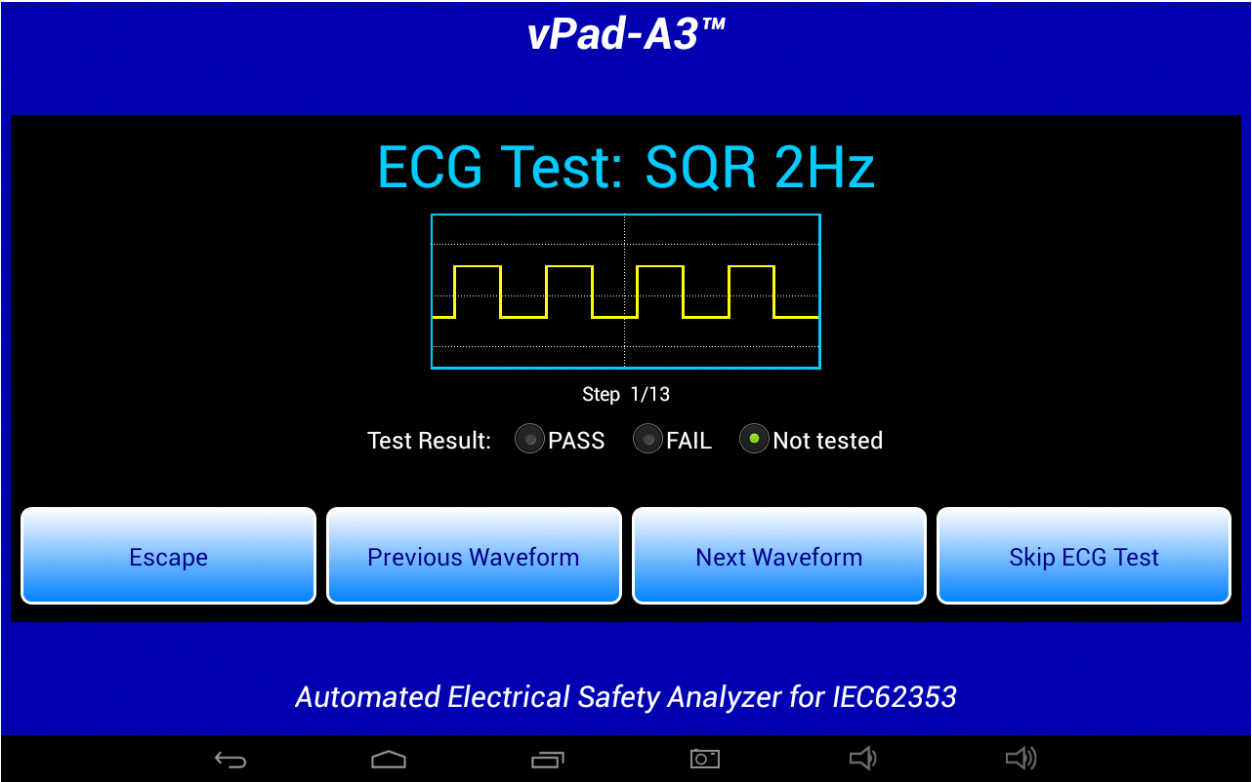 vPad-A3™
ECG Test: SQR 2Hz
Step 1/13
Test Result: PASS FAIL Not tested
Escape Previous Waveform Next Waveform Skip ECG Test
Automated Electrical Safety Analyzer for IEC62353